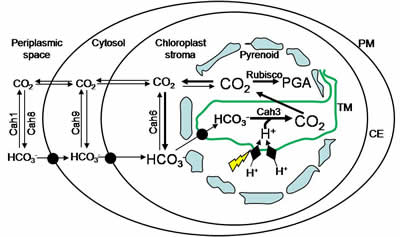 Periplasmic space
Cytosol
Chloroplast stroma
Pyrenoid
PM
CO₂
CO₂
CO₂
CO₂
Rubisco
PGA
TM
Cah1
Cah8
Cah9
Cah6
HCO₃⁻
Cah3
CO₂
H⁺
CE
HCO₃⁻
HCO₃⁻
HCO₃⁻
H⁺
H⁺